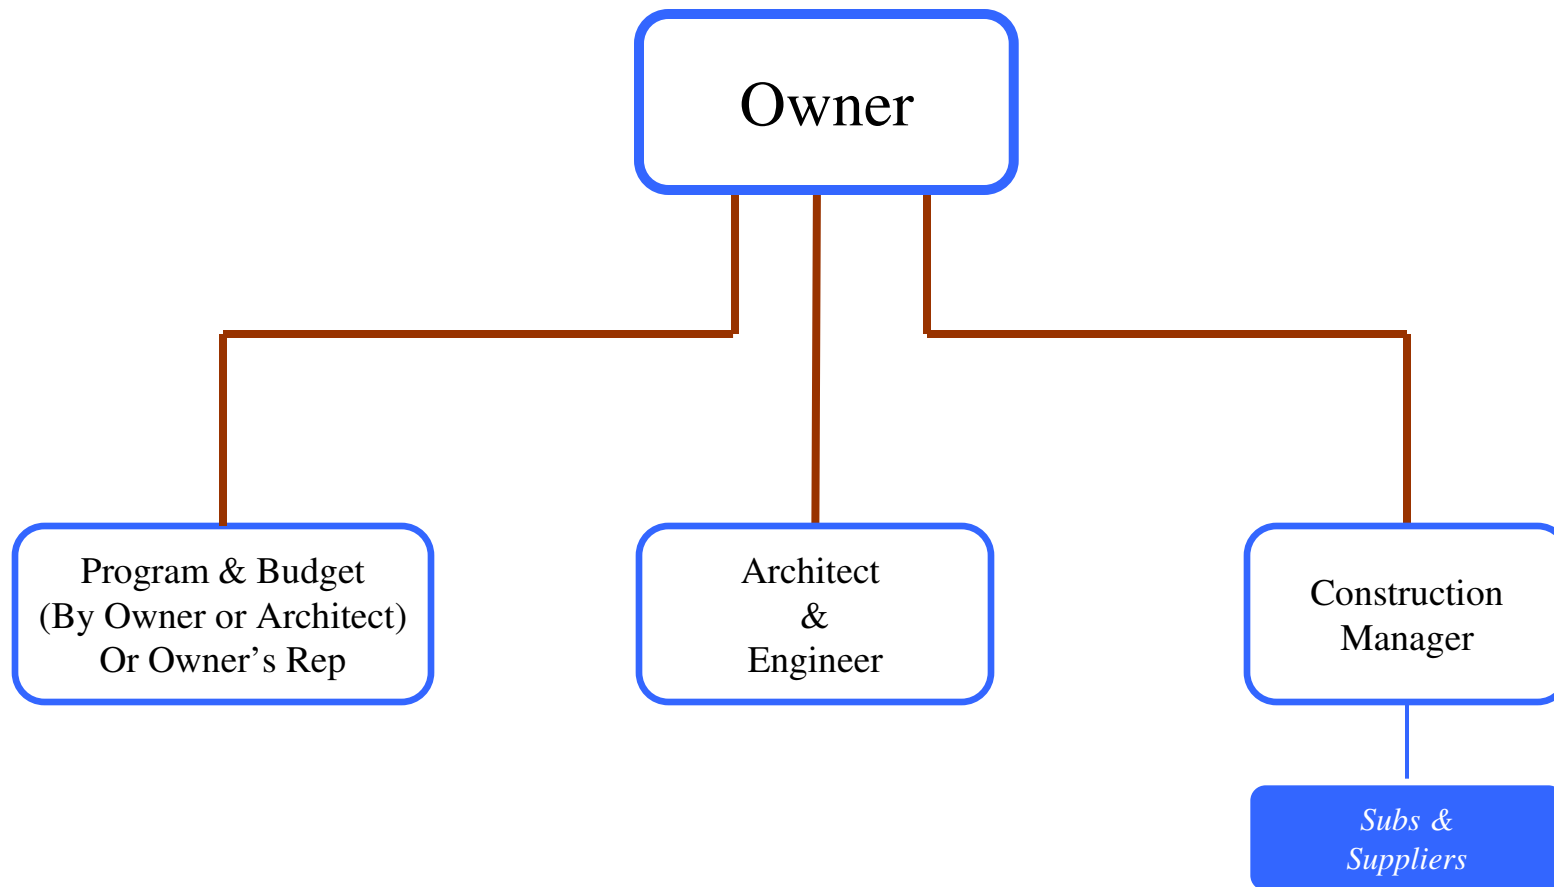 Owner
Program & Budget
(By Owner or Architect)
Or Owner’s Rep
Architect
&
Engineer
Construction
Manager
Subs &
Suppliers